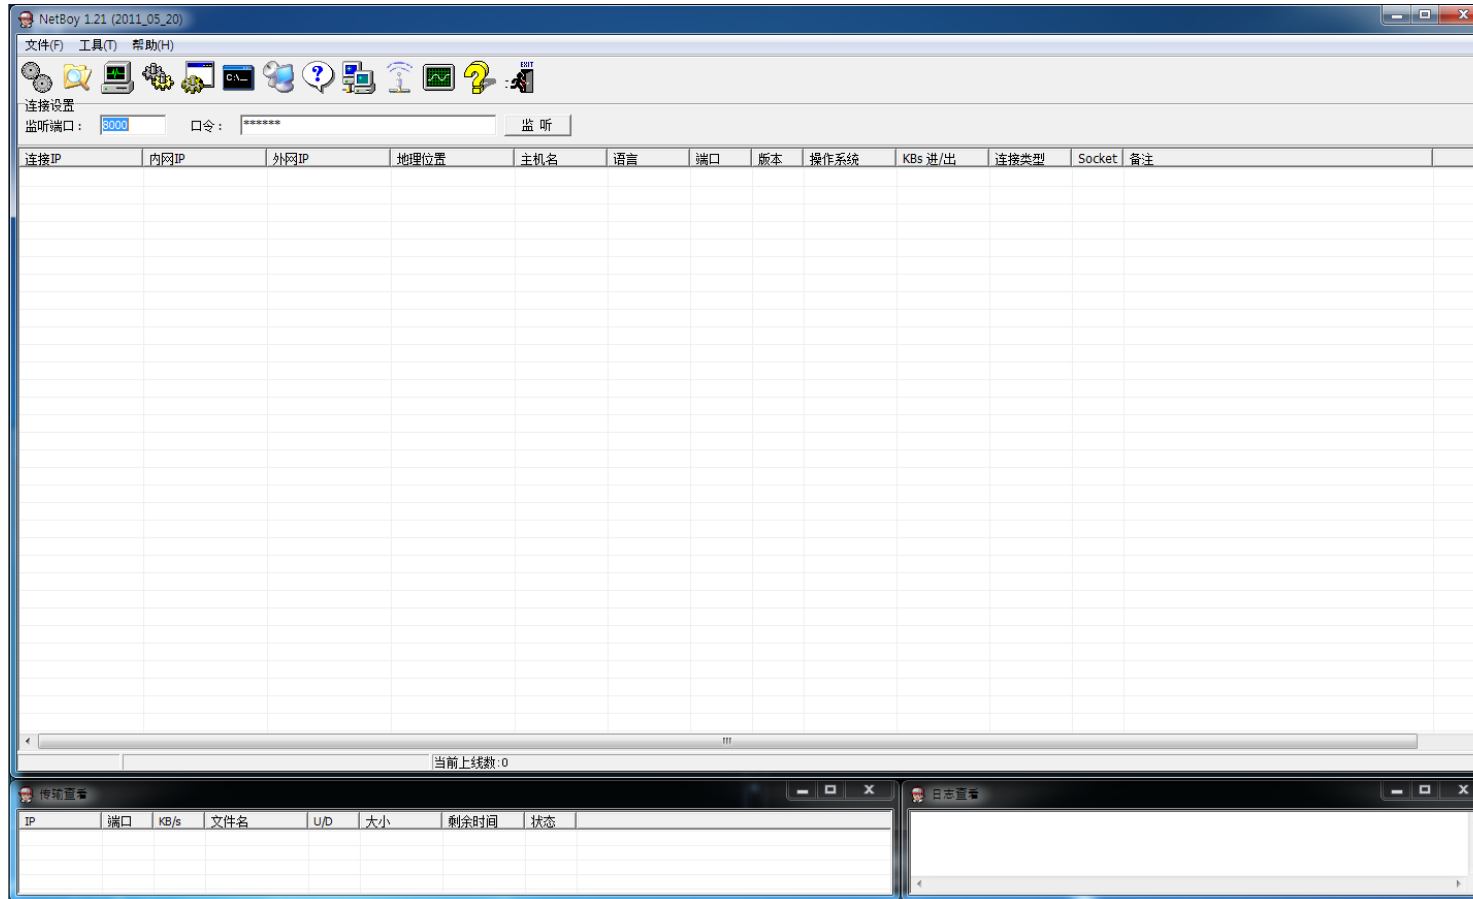 NetBoy 1.21 (2011_05_20)
文件(F) 工具(T) 帮助(H)
C:\_ EXIT
连接设置
监听端口： 8000 口令： ****** 监 听
连接IP 内网IP 外网IP 地理位置 主机名 语言 端口 版本 操作系统 KBs 进/出 连接类型 Socket 备注
当前上线数:0
传输查看
IP 端口 KB/s 文件名 U/D 大小 剩余时间 状态
日志查看